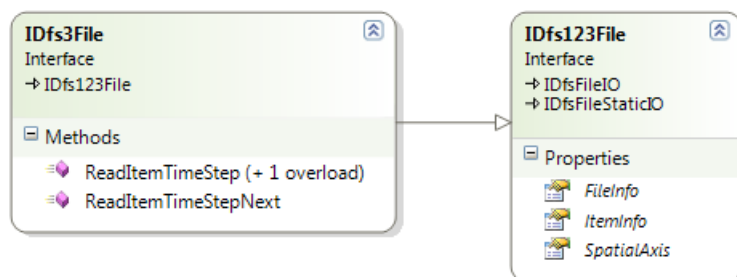 IDfs3File
Interface
IDfs123File
Methods
ReadItemTimeStep (+ 1 overload)
ReadItemTimeStepNext
IDfs123File
Interface
IDfsFileIO
IDfsFileStaticIO
Properties
FileInfo
ItemInfo
SpatialAxis